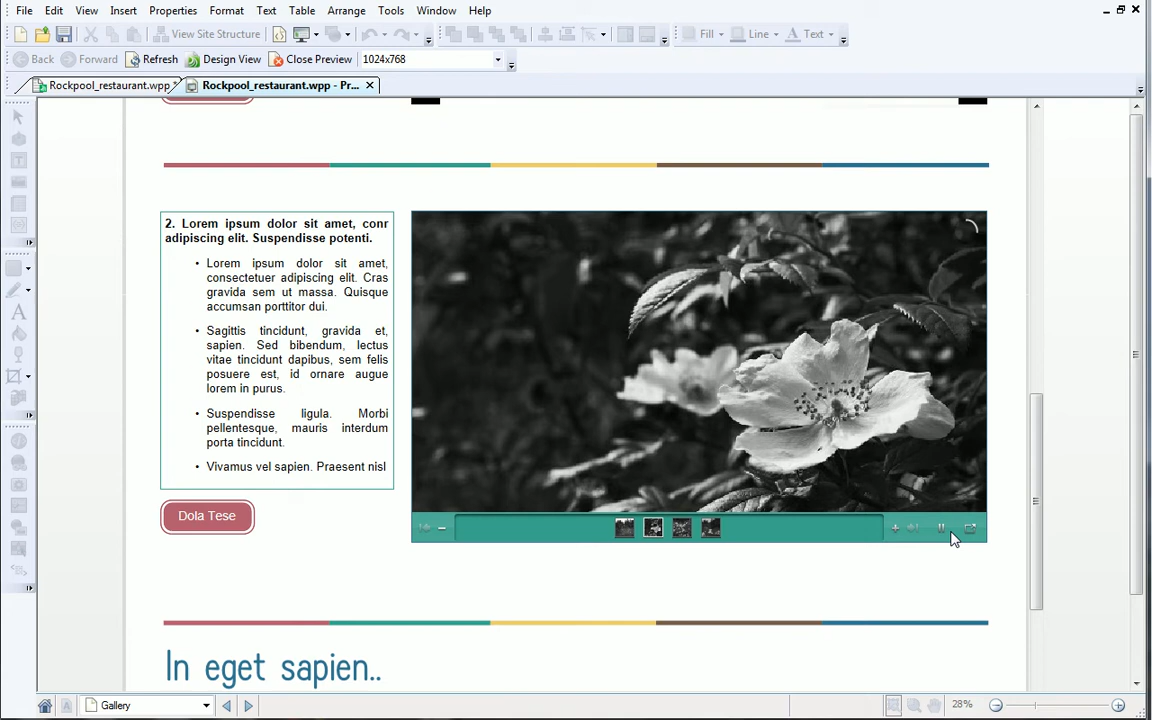 File Edit View Insert Properties Format Text Table Arrange Tools Window Help
View Site Structure Fill Line Text
Back Forward Refresh Design View Close Preview 1024x768
Rockpool_restaurant.wpp * Rockpool_restaurant.wpp - Pr...
2. Lorem ipsum dolor sit amet, conr
adipiscing elit. Suspendisse potenti.
• Lorem ipsum dolor sit amet,
consectetuer adipiscing elit. Cras
gravida sem ut massa. Quisque
accumsan porttitor dui.
• Sagittis tincidunt, gravida et,
sapien. Sed bibendum, lectus
vitae tincidunt dapibus, sem felis
posuere est, id ornare augue
lorem in purus.
• Suspendisse ligula. Morbi
pellentesque, mauris interdum
porta tincidunt.
• Vivamus vel sapien. Praesent nisl
Dola Tese
In eget sapien..
Gallery 28%